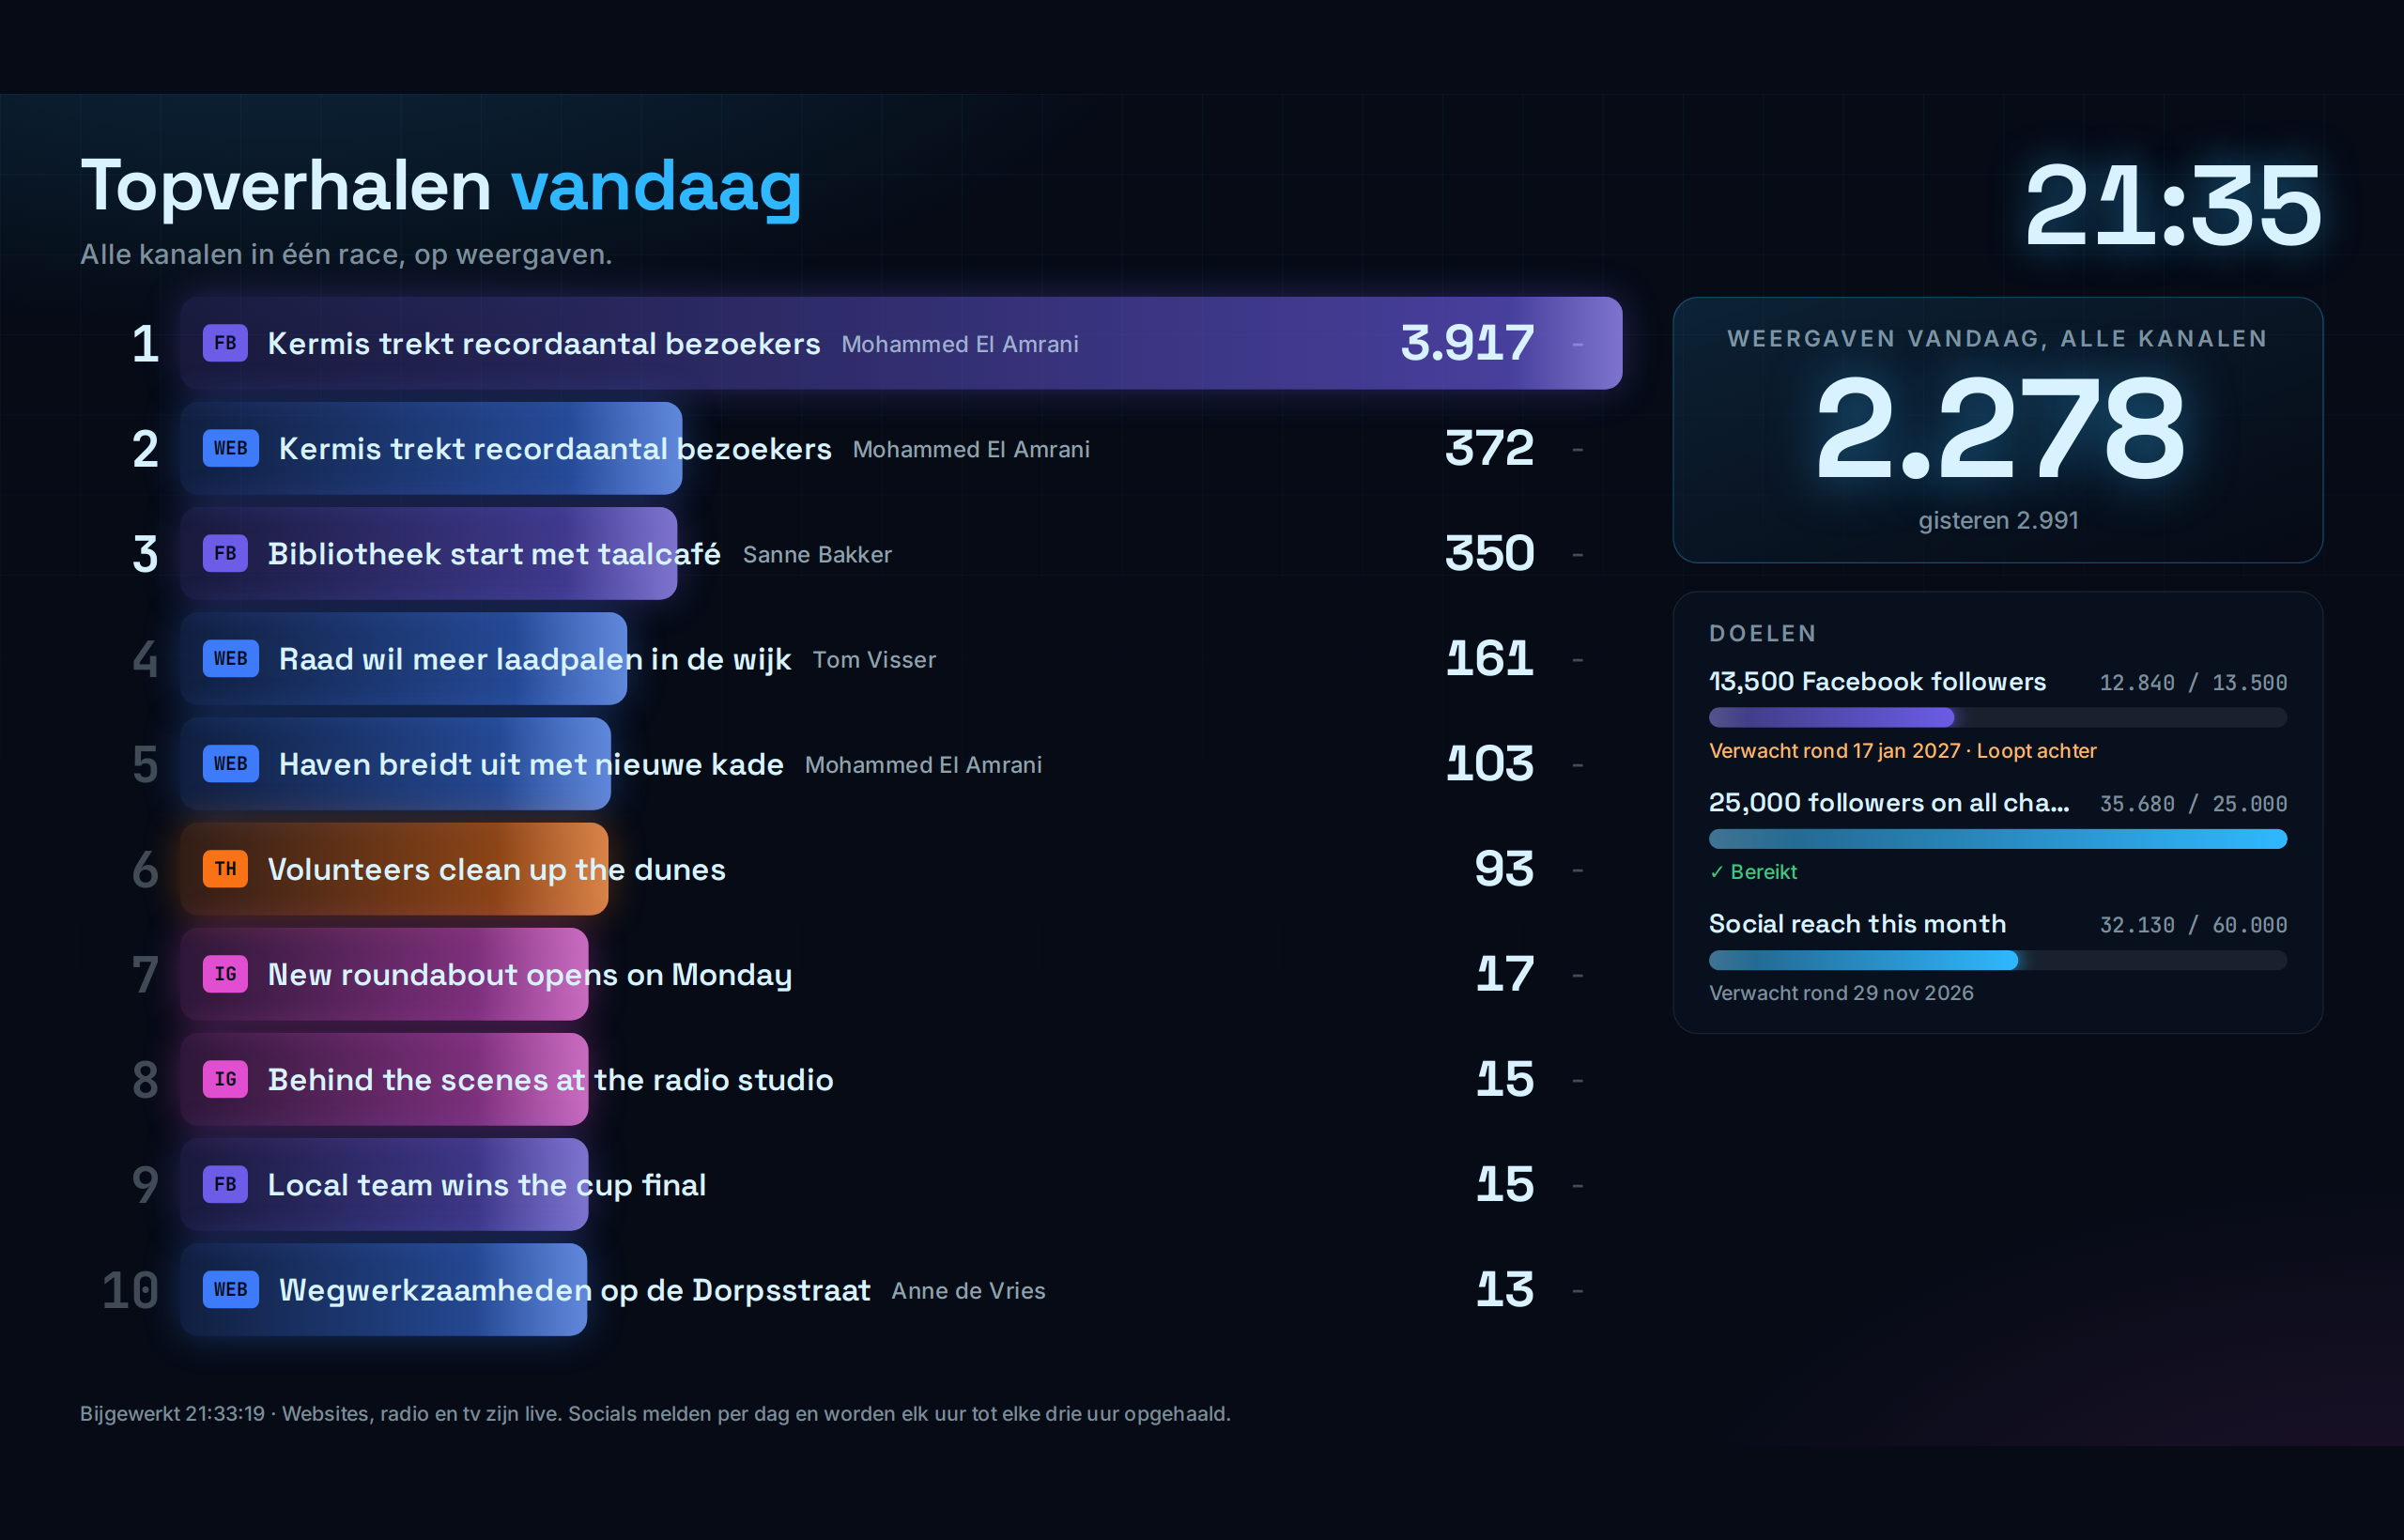 Topverhalen vandaag
21:35
Alle kanalen in één race, op weergaven.
1 FB Kermis trekt recordaantal bezoekers Mohammed El Amrani 3.917 -
2 WEB Kermis trekt recordaantal bezoekers Mohammed El Amrani 372 -
3 FB Bibliotheek start met taalcafé Sanne Bakker 350 -
4 WEB Raad wil meer laadpalen in de wijk Tom Visser 161 -
5 WEB Haven breidt uit met nieuwe kade Mohammed El Amrani 103 -
6 TH Volunteers clean up the dunes 93 -
7 IG New roundabout opens on Monday 17 -
8 IG Behind the scenes at the radio studio 15 -
9 FB Local team wins the cup final 15 -
10 WEB Wegwerkzaamheden op de Dorpsstraat Anne de Vries 13 -
WEERGAVEN VANDAAG, ALLE KANALEN
2.278
gisteren 2.991
DOELEN
13,500 Facebook followers 12.840 / 13.500
Verwacht rond 17 jan 2027 · Loopt achter
25,000 followers on all cha... 35.680 / 25.000
✓ Bereikt
Social reach this month 32.130 / 60.000
Verwacht rond 29 nov 2026
Bijgewerkt 21:33:19 · Websites, radio en tv zijn live. Socials melden per dag en worden elk uur tot elke drie uur opgehaald.